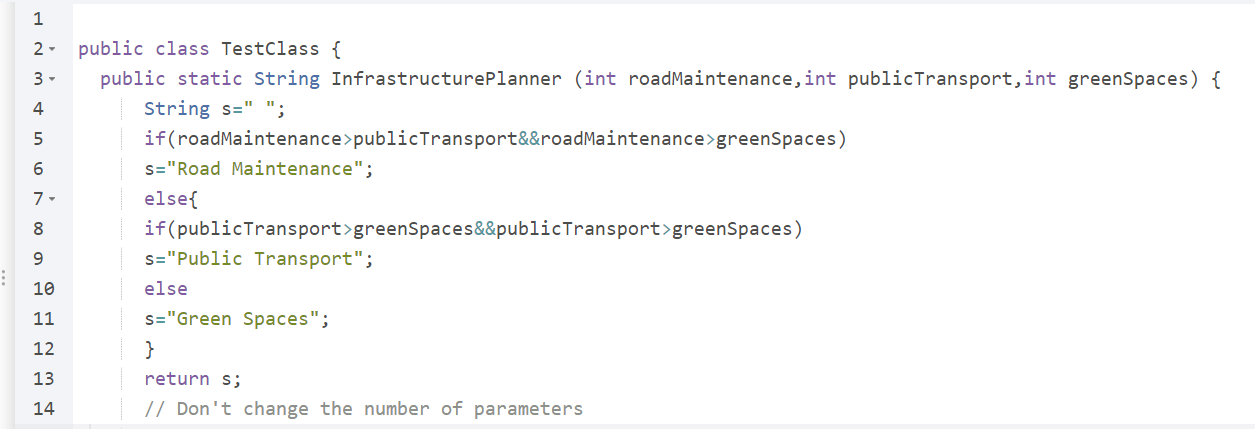 1
2 public class TestClass {
3 public static String InfrastructurePlanner (int roadMaintenance,int publicTransport,int greenSpaces) {
4 String s=" ";
5 if(roadMaintenance>publicTransport&&roadMaintenance>greenSpaces)
6 s="Road Maintenance";
7 else{
8 if(publicTransport>greenSpaces&&publicTransport>greenSpaces)
9 s="Public Transport";
10 else
11 s="Green Spaces";
12 }
13 return s;
14 // Don't change the number of parameters